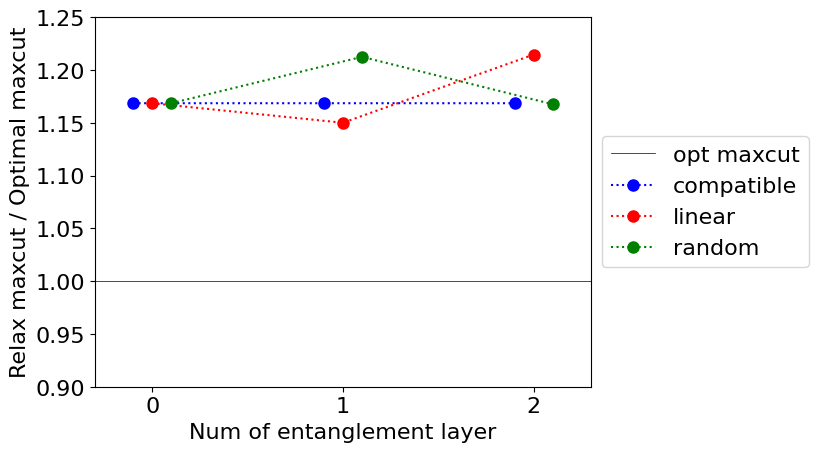 Relax maxcut / Optimal maxcut
1.25
1.20
1.15
1.10
1.05
1.00
0.95
0.90
0
1
2
Num of entanglement layer
opt maxcut
compatible
linear
random